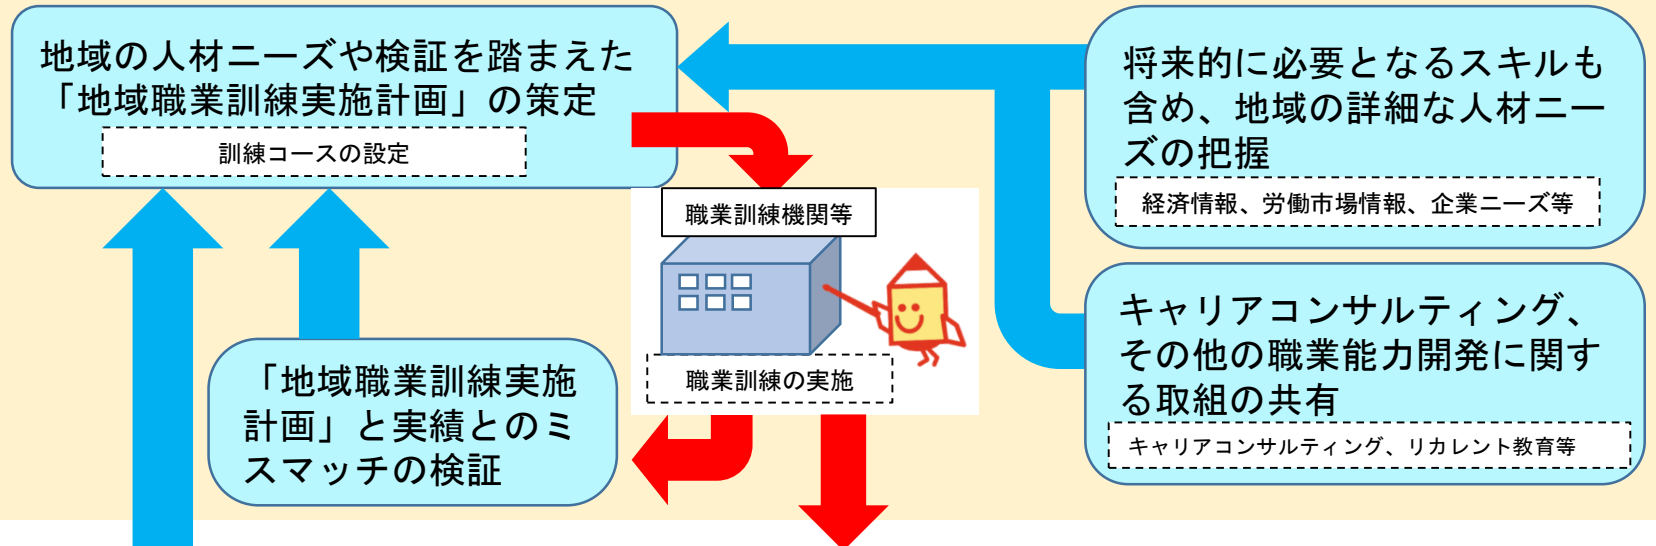 地域の人材ニーズや検証を踏まえた
「地域職業訓練実施計画」の策定
訓練コースの設定
将来的に必要となるスキルも
含め、地域の詳細な人材ニー
ズの把握
経済情報、労働市場情報、企業ニーズ等
職業訓練機関等
職業訓練の実施
「地域職業訓練実施
計画」と実績とのミ
スマッチの検証
キャリアコンサルティング、
その他の職業能力開発に関す
る取組の共有
キャリアコンサルティング、リカレント教育等